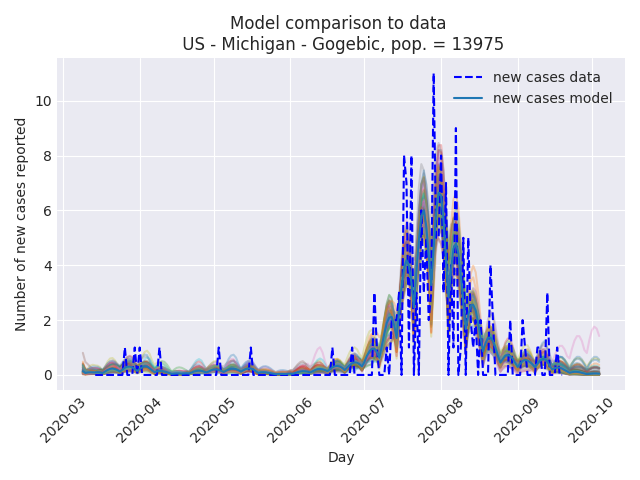 Model comparison to data
US - Michigan - Gogebic, pop. = 13975
new cases data
new cases model
Number of new cases reported
10
8
6
4
2
0
2020-03
2020-04
2020-05
2020-06
2020-07
2020-08
2020-09
2020-10
Day